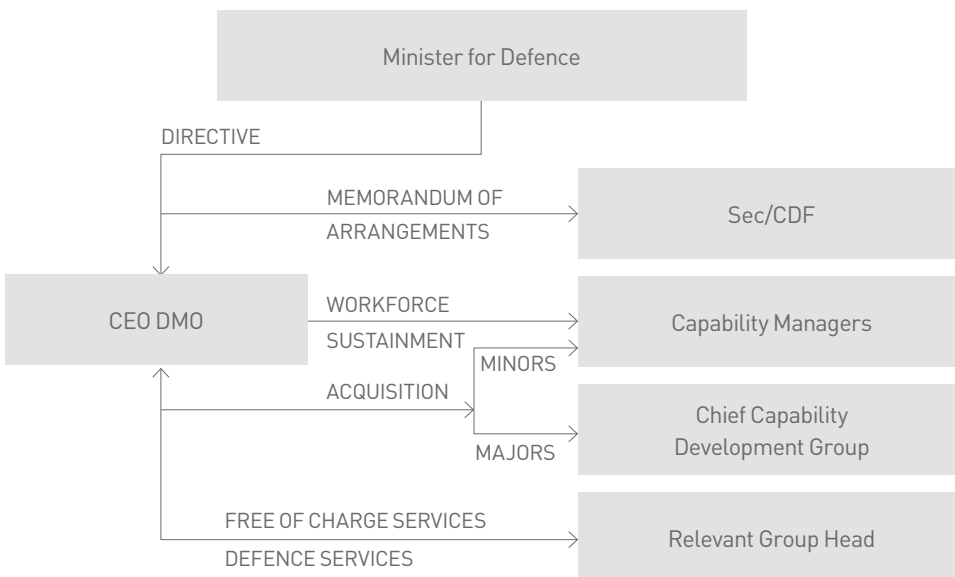 Minister for Defence
DIRECTIVE
MEMORANDUM OF
ARRANGEMENTS
Sec/CDF
CEO DMO
WORKFORCE
SUSTAINMENT
Capability Managers
MINORS
ACQUISITION
MAJORS
Chief Capability
Development Group
FREE OF CHARGE SERVICES
DEFENCE SERVICES
Relevant Group Head